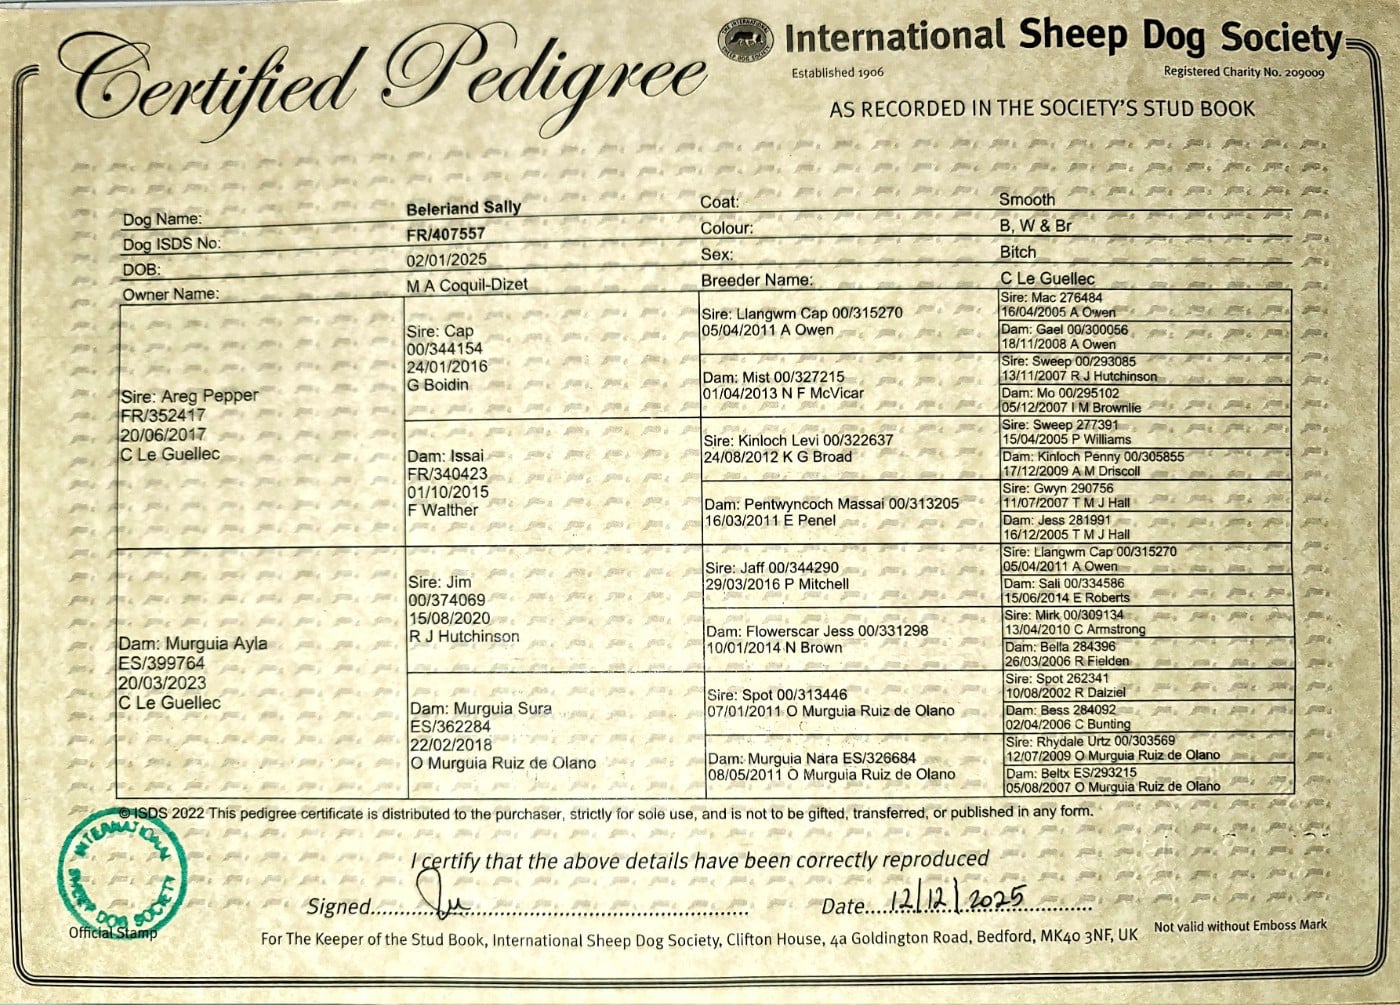 Certified Pedigree
THE INTERNATIONAL SHEEP DOG SOCIETY
International Sheep Dog Society
Established 1906
Registered Charity No. 209009
AS RECORDED IN THE SOCIETY'S STUD BOOK
Dog Name: Beleriand Sally Coat: Smooth
Dog ISDS No: FR/407557 Colour: B, W & Br
DOB: 02/01/2025 Sex: Bitch
Owner Name: M A Coquil-Dizet Breeder Name: C Le Guellec
Sire: Areg Pepper
FR/352417
20/06/2017
C Le Guellec
Dam: Murguia Ayla
ES/399764
20/03/2023
C Le Guellec
Sire: Cap
00/344154
24/01/2016
G Boidin
Dam: Issai
FR/340423
01/10/2015
F Walther
Sire: Jim
00/374069
15/08/2020
R J Hutchinson
Dam: Murguia Sura
ES/362284
22/02/2018
O Murguia Ruiz de Olano
Sire: Llangwm Cap 00/315270
05/04/2011 A Owen
Dam: Mist 00/327215
01/04/2013 N F McVicar
Sire: Kinloch Levi 00/322637
24/08/2012 K G Broad
Dam: Pentwyncoch Massai 00/313205
16/03/2011 E Penel
Sire: Jaff 00/344290
29/03/2016 P Mitchell
Dam: Flowerscar Jess 00/331298
10/01/2014 N Brown
Sire: Spot 00/313446
07/01/2011 O Murguia Ruiz de Olano
Dam: Murguia Nara ES/326684
08/05/2011 O Murguia Ruiz de Olano
Sire: Mac 276484
16/04/2005 A Owen
Dam: Gael 00/300056
18/11/2008 A Owen
Sire: Sweep 00/293085
13/11/2007 R J Hutchinson
Dam: Mo 00/295102
05/12/2007 I M Brownlie
Sire: Sweep 277391
15/04/2005 P Williams
Dam: Kinloch Penny 00/305855
17/12/2009 A M Driscoll
Sire: Gwyn 290756
11/07/2007 T M J Hall
Dam: Jess 281991
16/12/2005 T M J Hall
Sire: Llangwm Cap 00/315270
05/04/2011 A Owen
Dam: Sali 00/334586
15/06/2014 E Roberts
Sire: Mirk 00/309134
13/04/2010 C Armstrong
Dam: Bella 284396
26/03/2006 R Fielden
Sire: Spot 262341
10/08/2002 R Dalziel
Dam: Bess 284092
02/04/2006 C Bunting
Sire: Rhydale Urtz 00/303569
12/07/2009 O Murguia Ruiz de Olano
Dam: Beltx ES/293215
05/08/2007 O Murguia Ruiz de Olano
© ISDS 2022 This pedigree certificate is distributed to the purchaser, strictly for sole use, and is not to be gifted, transferred, or published in any form.
INTERNATIONAL SHEEP DOG SOCIETY
Official Stamp
I certify that the above details have been correctly reproduced
Signed.......... Date....12/12/2025..........
For The Keeper of the Stud Book, International Sheep Dog Society, Clifton House, 4a Goldington Road, Bedford, MK40 3NF, UK
Not valid without Emboss Mark